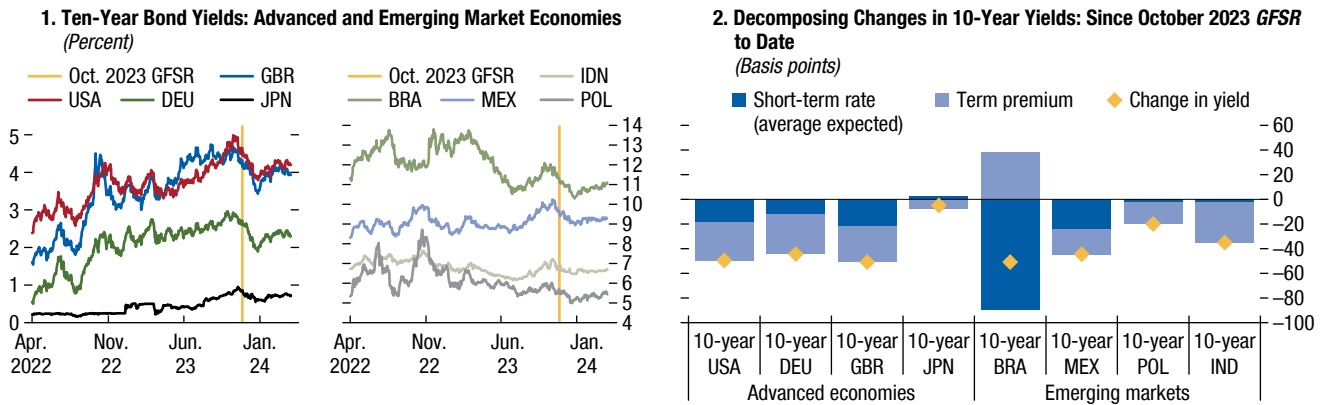 1. Ten-Year Bond Yields: Advanced and Emerging Market Economies
(Percent)
Oct. 2023 GFSR
GBR
USA
DEU
JPN
5
4
3
2
1
0
Apr.
2022
Nov.
22
Jun.
23
Jan.
24
Oct. 2023 GFSR
IDN
BRA
MEX
POL
14
13
12
11
10
9
8
7
6
5
4
Apr.
2022
Nov.
22
Jun.
23
Jan.
24
2. Decomposing Changes in 10-Year Yields: Since October 2023 GFSR
to Date
(Basis points)
Short-term rate
(average expected)
Term premium
Change in yield
60
40
20
0
–20
–40
–60
–80
–100
10-year
USA
10-year
DEU
10-year
GBR
10-year
JPN
10-year
BRA
10-year
MEX
10-year
POL
10-year
IND
Advanced economies
Emerging markets